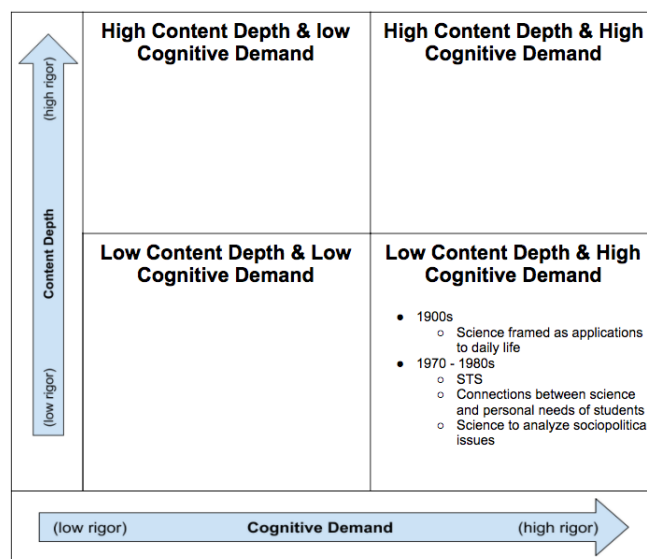 High Content Depth & low
Cognitive Demand
High Content Depth & High
Cognitive Demand
(high rigor)
Content Depth
(low rigor)
Low Content Depth & Low
Cognitive Demand
Low Content Depth & High
Cognitive Demand
● 1900s
○ Science framed as applications
to daily life
● 1970 - 1980s
○ STS
○ Connections between science
and personal needs of students
○ Science to analyze sociopolitica
issues
(low rigor) Cognitive Demand (high rigor)